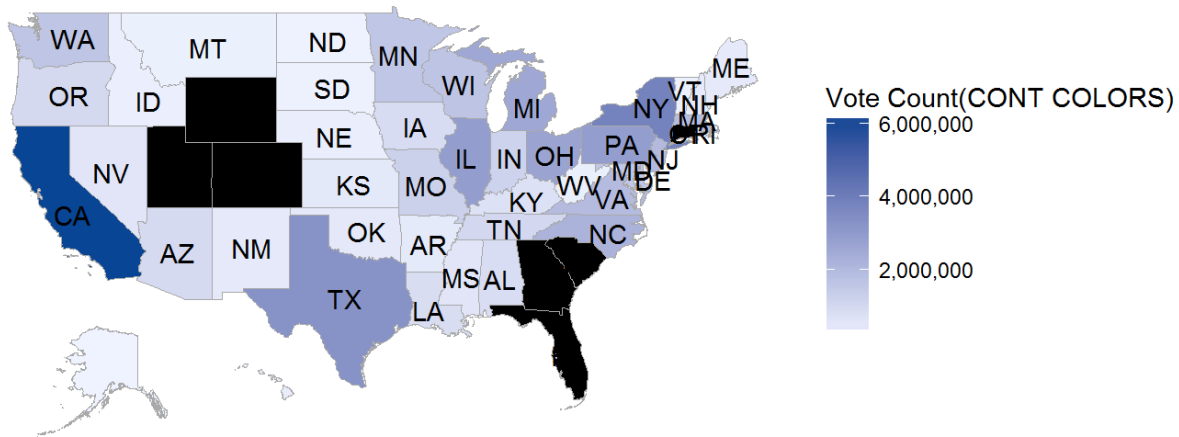 WA
MT
ND
MN
ME
OR
ID
SD
WI
MI
VT
NH
NY
MA
CT
RI
NV
NE
IA
IL
IN
OH
PA
NJ
MD
DE
CA
KS
MO
KY
WV
VA
AZ
NM
OK
AR
TN
NC
TX
LA
MS
AL
Vote Count(CONT COLORS)
6,000,000
4,000,000
2,000,000